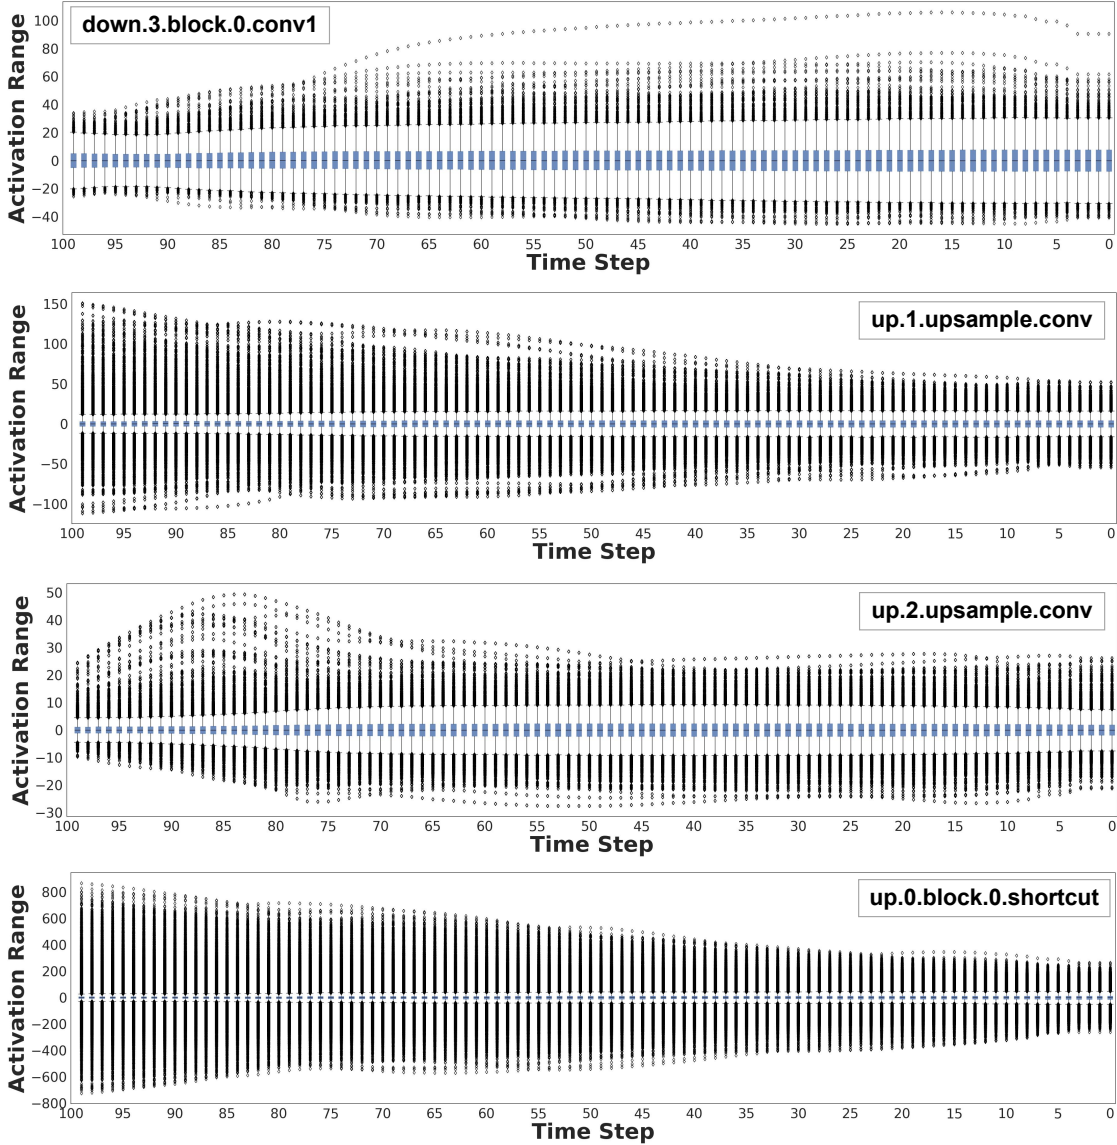 down.3.block.0.conv1
Activation Range
100
80
60
40
20
0
−20
−40
100 95 90 85 80 75 70 65 60 55 50 45 40 35 30 25 20 15 10 5 0
Time Step
up.1.upsample.conv
Activation Range
150
100
50
0
−50
−100
100 95 90 85 80 75 70 65 60 55 50 45 40 35 30 25 20 15 10 5 0
Time Step
up.2.upsample.conv
Activation Range
50
40
30
20
10
0
−10
−20
−30
100 95 90 85 80 75 70 65 60 55 50 45 40 35 30 25 20 15 10 5 0
Time Step
up.0.block.0.shortcut
Activation Range
800
600
400
200
0
−200
−400
−600
−800
100 95 90 85 80 75 70 65 60 55 50 45 40 35 30 25 20 15 10 5 0
Time Step